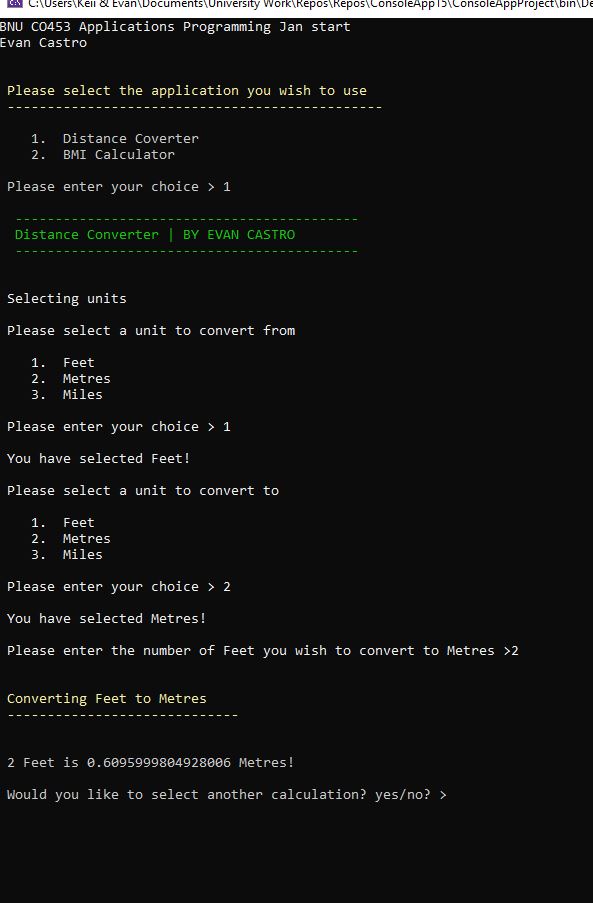 C:\Users\Keii & Evan\Documents\University Work\Repos\Repos\ConsoleApp15\ConsoleAppProject\bin\De
BNU CO453 Applications Programming Jan start
Evan Castro
Please select the application you wish to use
-----------------------------------------------
1. Distance Coverter
2. BMI Calculator
Please enter your choice > 1
-------------------------------------------
Distance Converter | BY EVAN CASTRO
-------------------------------------------
Selecting units
Please select a unit to convert from
1. Feet
2. Metres
3. Miles
Please enter your choice > 1
You have selected Feet!
Please select a unit to convert to
1. Feet
2. Metres
3. Miles
Please enter your choice > 2
You have selected Metres!
Please enter the number of Feet you wish to convert to Metres >2
Converting Feet to Metres
-----------------------------
2 Feet is 0.6095999804928006 Metres!
Would you like to select another calculation? yes/no? >